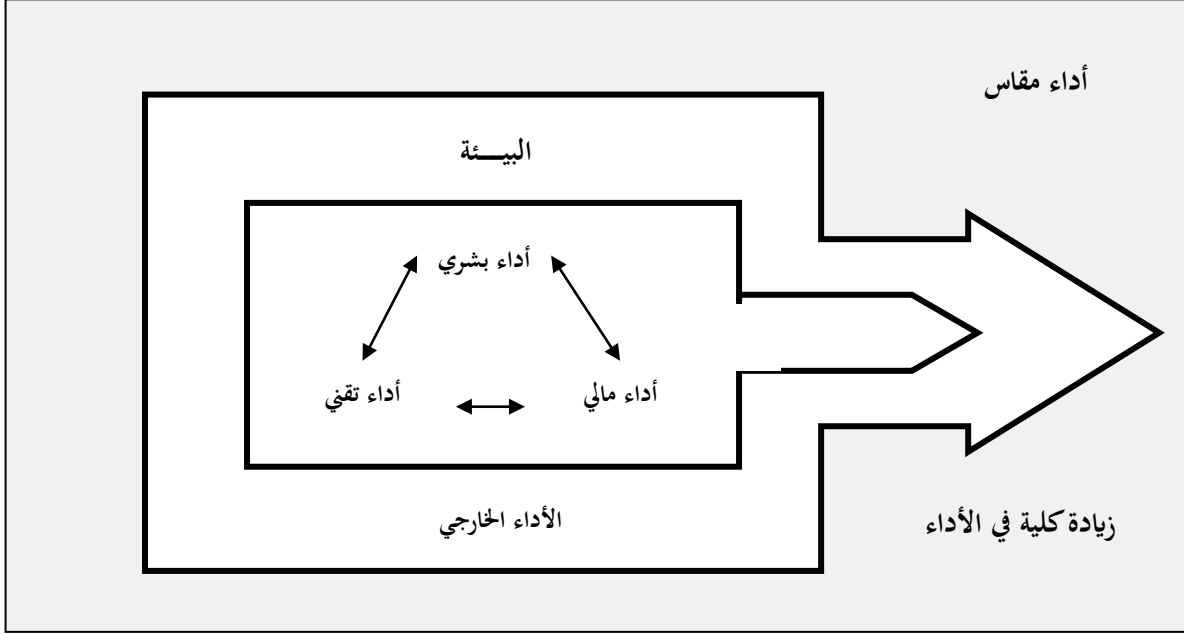 أداء مقاس
البيـــئة
أداء بشري
أداء مالي
أداء تقني
الأداء الخارجي
زيادة كلية في الأداء